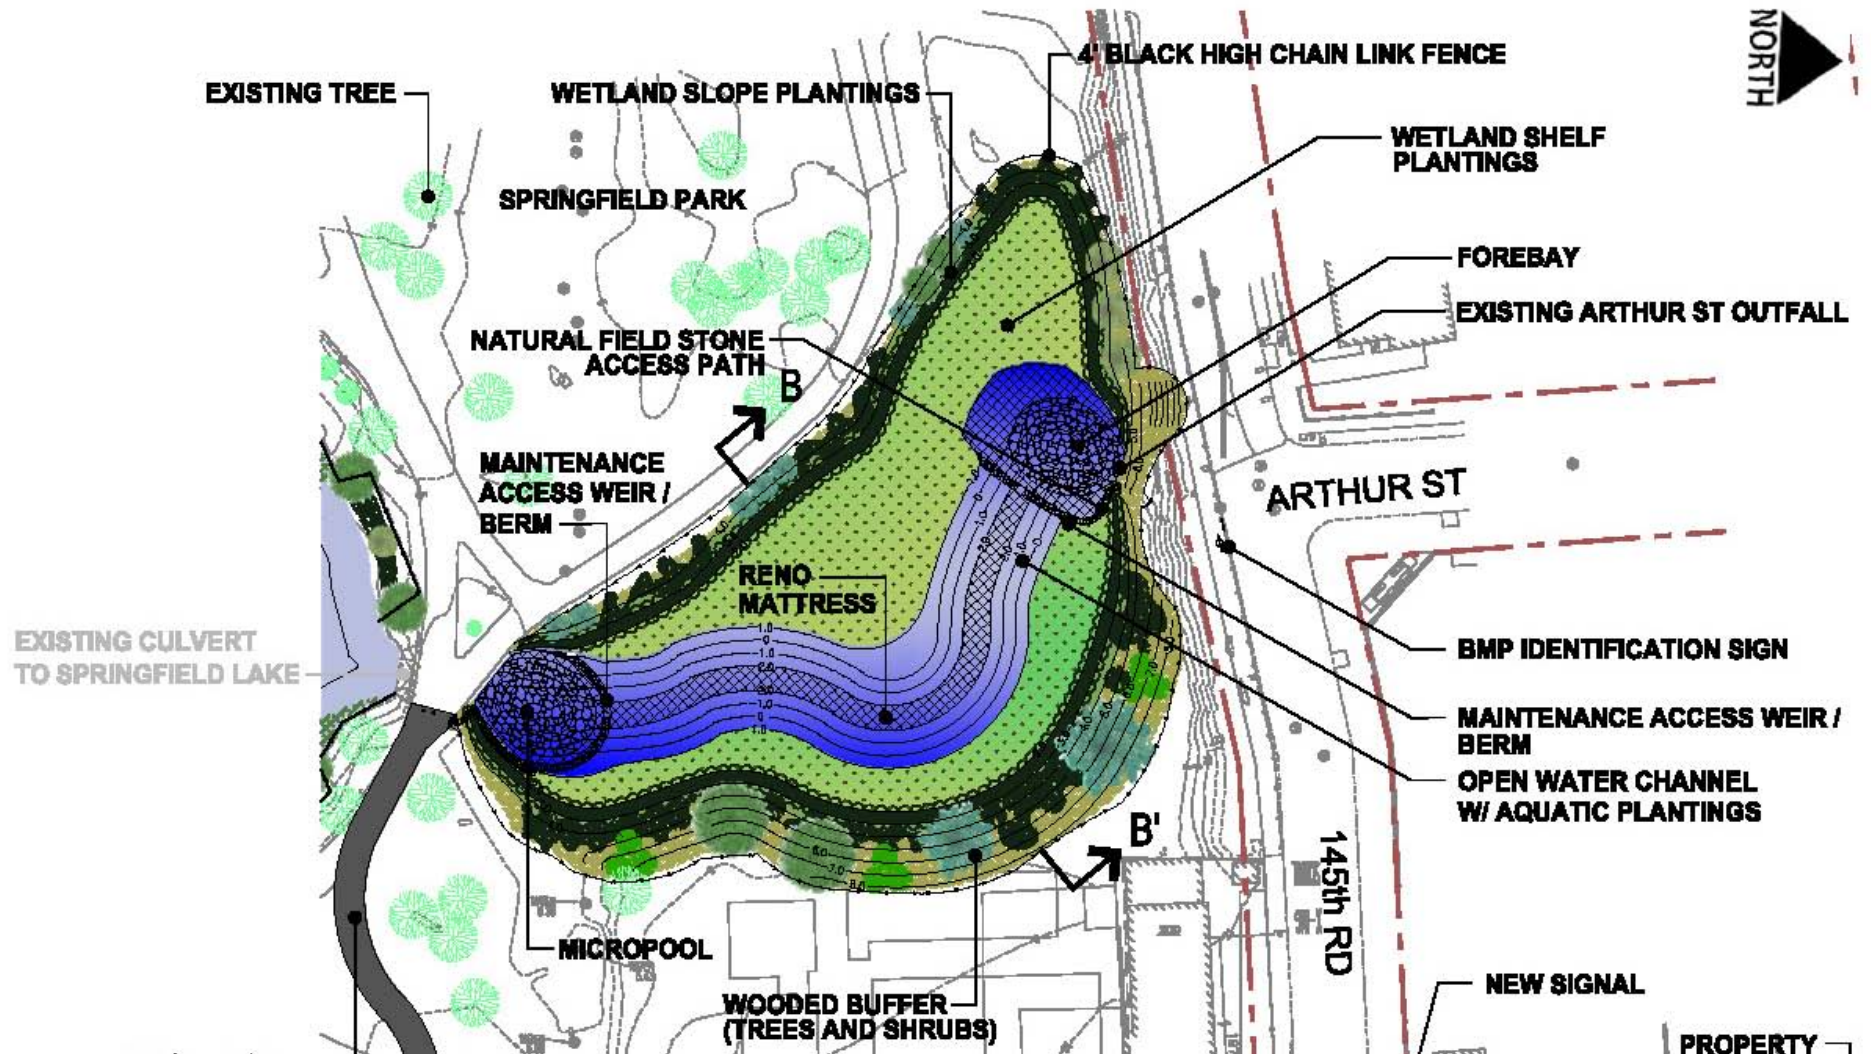 NORTH
4' BLACK HIGH CHAIN LINK FENCE
EXISTING TREE
WETLAND SLOPE PLANTINGS
WETLAND SHELF
PLANTINGS
SPRINGFIELD PARK
FOREBAY
EXISTING ARTHUR ST OUTFALL
NATURAL FIELD STONE
ACCESS PATH
B
MAINTENANCE
ACCESS WEIR /
BERM
ARTHUR ST
RENO
MATTRESS
EXISTING CULVERT
TO SPRINGFIELD LAKE
BMP IDENTIFICATION SIGN
MAINTENANCE ACCESS WEIR /
BERM
OPEN WATER CHANNEL
W/ AQUATIC PLANTINGS
B'
145th RD
MICROPOOL
WOODED BUFFER
(TREES AND SHRUBS)
NEW SIGNAL
PROPERTY